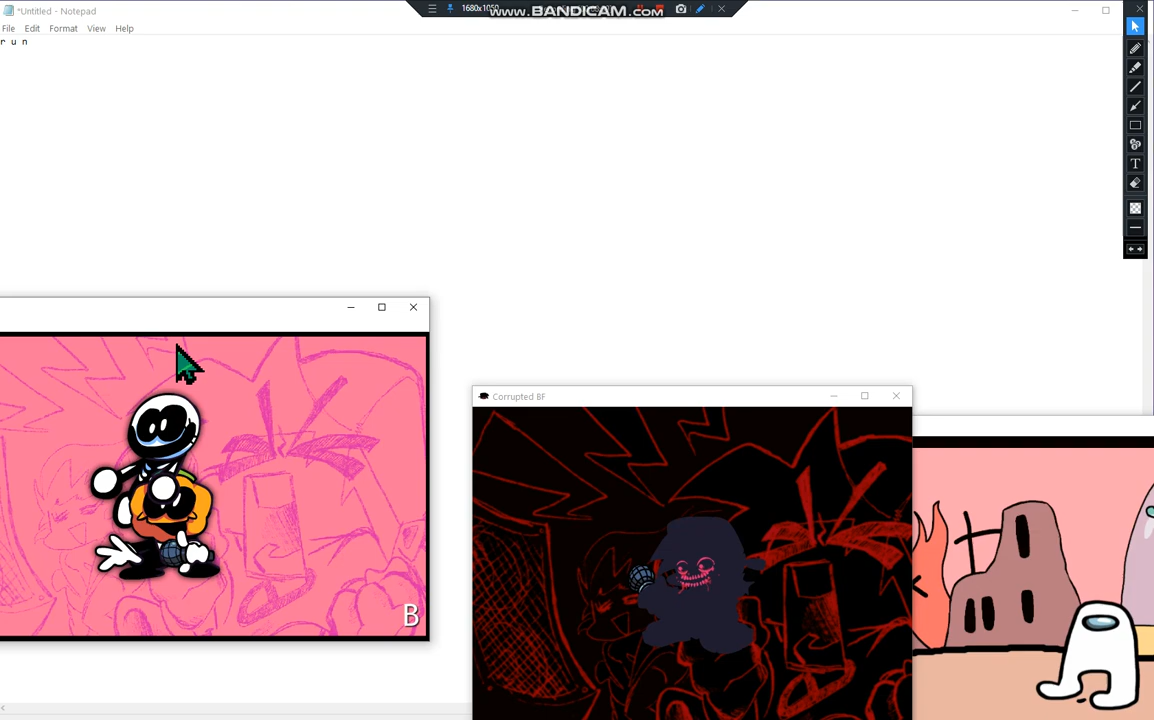 1680x1050
www.BANDICAM.com
*Untitled - Notepad
File Edit Format View Help
r u n
Corrupted BF
B
T